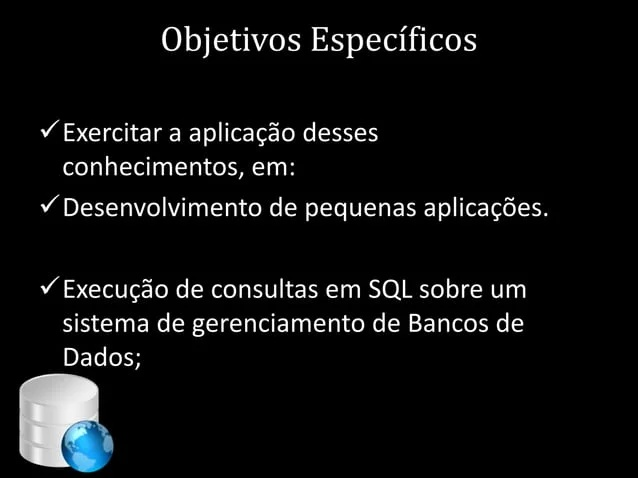 Objetivos Específicos
✓Exercitar a aplicação desses
conhecimentos, em:
✓Desenvolvimento de pequenas aplicações.
✓Execução de consultas em SQL sobre um
sistema de gerenciamento de Bancos de
Dados;